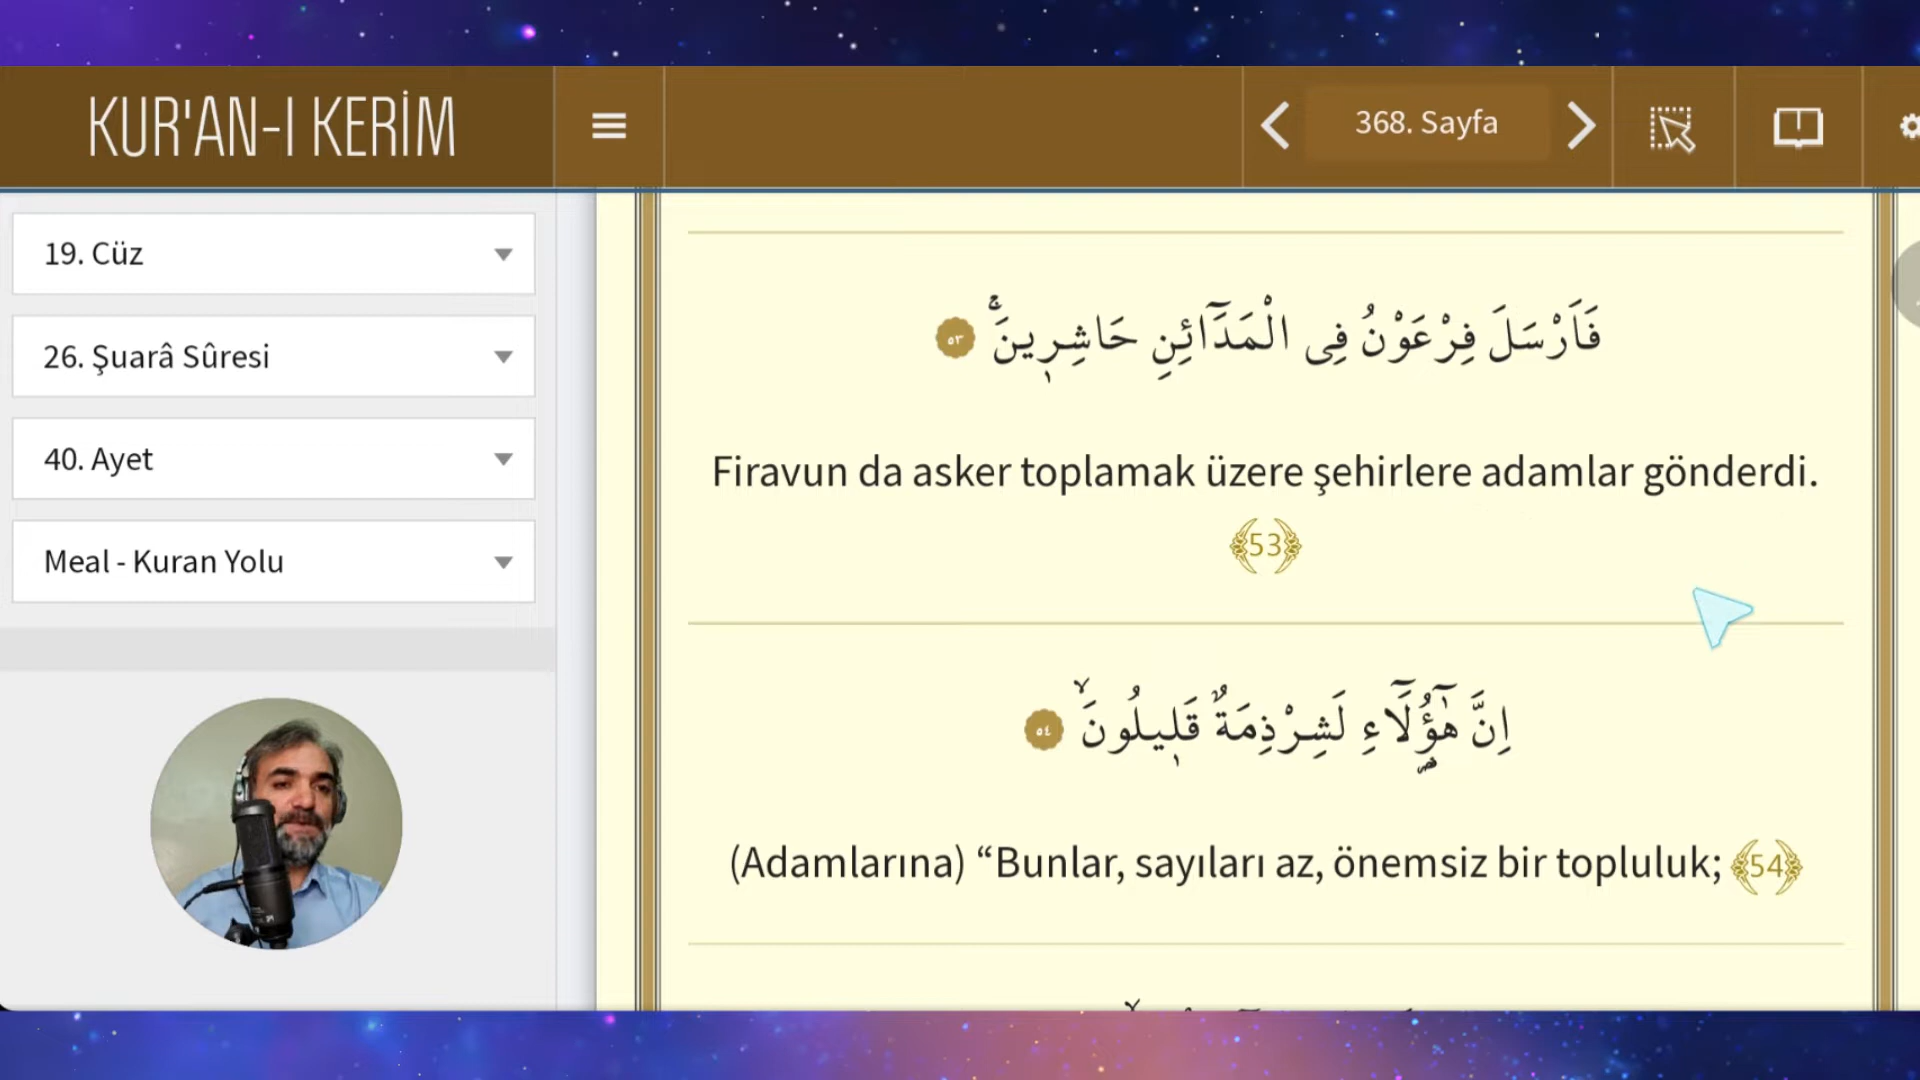 KUR'AN-I KERİM
368. Sayfa
19. Cüz
26. Şuarâ Sûresi
40. Ayet
Meal - Kuran Yolu
فَاَرْسَلَ فِرْعَوْنُ فِى الْمَدَٓائِنِ حَاشِر۪ينَۚ ٥٣
Firavun da asker toplamak üzere şehirlere adamlar gönderdi.
﴾53﴿
اِنَّ هٰٓؤُ۬لَٓاءِ لَشِرْذِمَةٌ قَل۪يلُونَۙ ٥٤
(Adamlarına) “Bunlar, sayıları az, önemsiz bir topluluk; ﴾54﴿